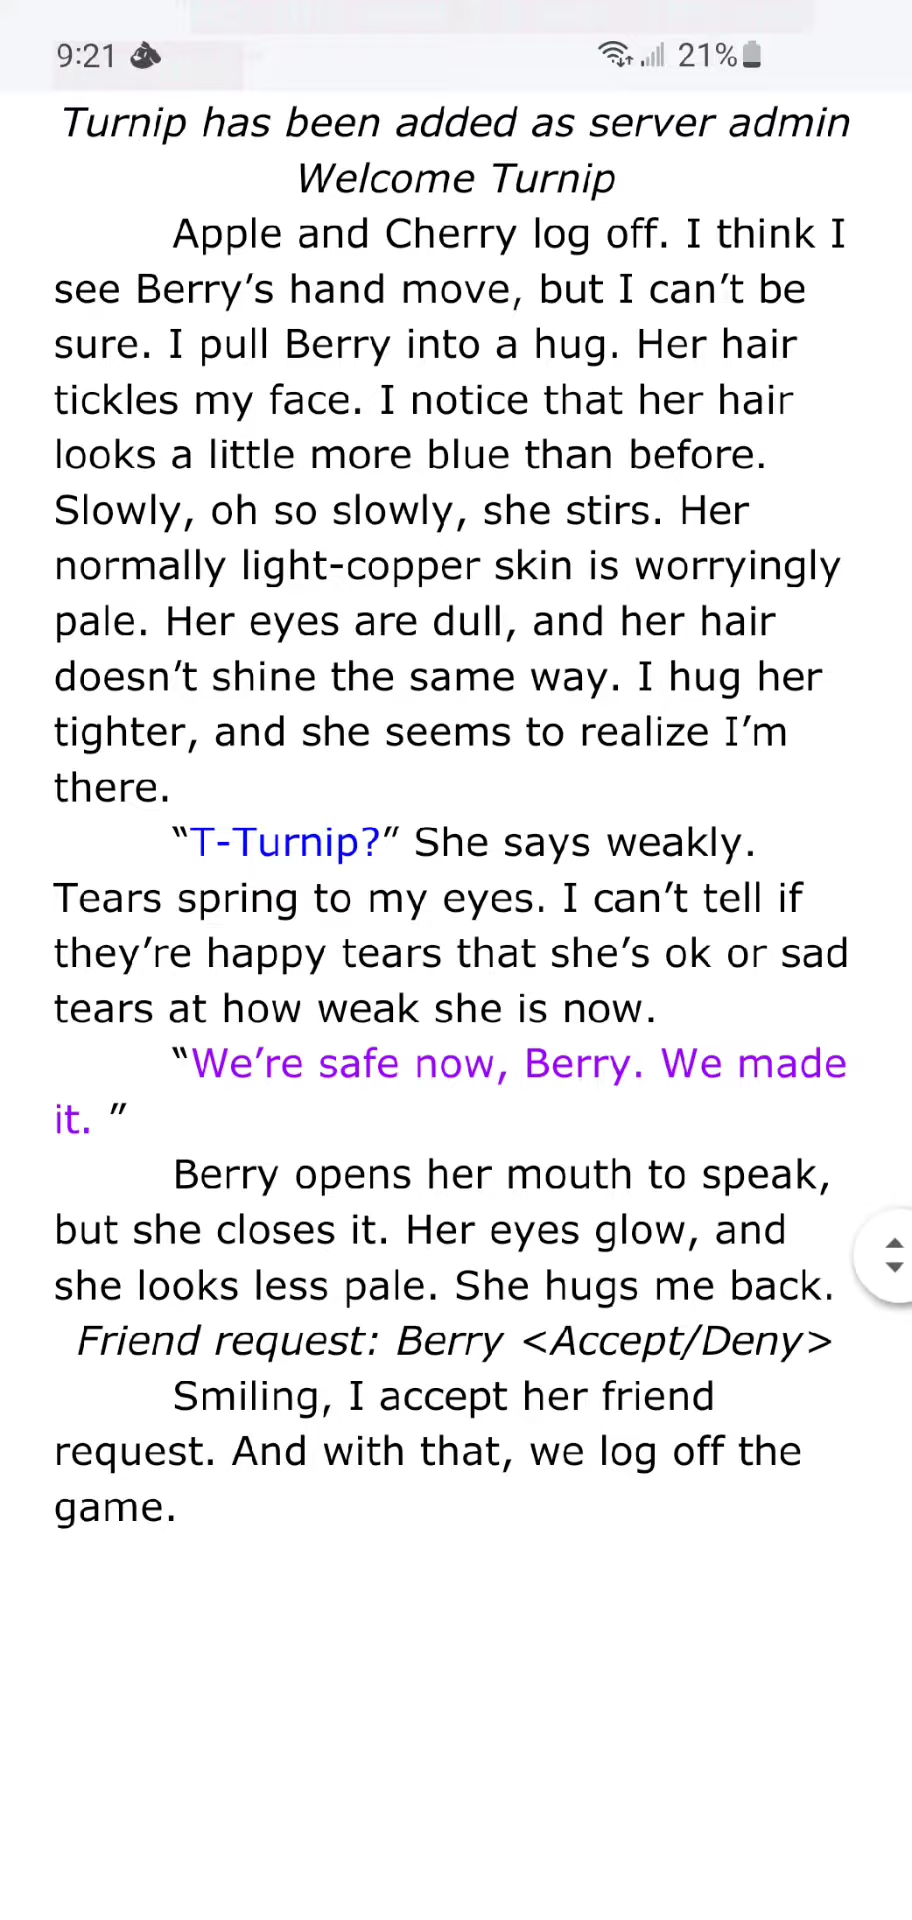 9:21 21%
Turnip has been added as server admin
Welcome Turnip
Apple and Cherry log off. I think I
see Berry’s hand move, but I can’t be
sure. I pull Berry into a hug. Her hair
tickles my face. I notice that her hair
looks a little more blue than before.
Slowly, oh so slowly, she stirs. Her
normally light-copper skin is worryingly
pale. Her eyes are dull, and her hair
doesn’t shine the same way. I hug her
tighter, and she seems to realize I’m
there.
“T-Turnip?” She says weakly.
Tears spring to my eyes. I can’t tell if
they’re happy tears that she’s ok or sad
tears at how weak she is now.
“We’re safe now, Berry. We made
it. ”
Berry opens her mouth to speak,
but she closes it. Her eyes glow, and
she looks less pale. She hugs me back.
Friend request: Berry <Accept/Deny>
Smiling, I accept her friend
request. And with that, we log off the
game.